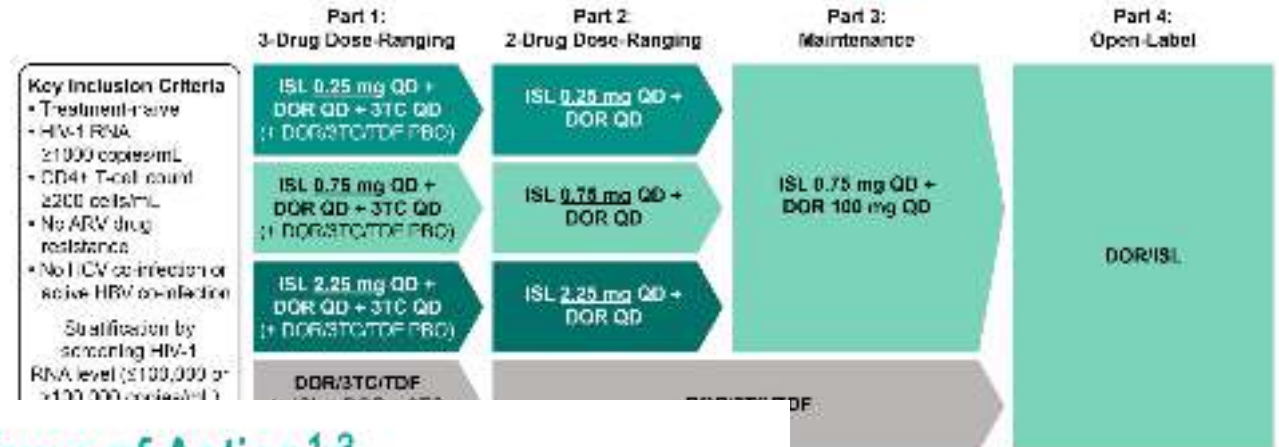 Part 1:
3-Drug Dose-Ranging
Part 2:
2-Drug Dose-Ranging
Part 3:
Maintenance
Part 4:
Open-Label
Key Inclusion Criteria
• Treatment-naive
• HIV-1 RNA
≥1000 copies/mL
• CD4+ T-cell count
≥200 cells/mL
• No ARV drug
resistance
• No HCV co-infection or
active HBV co-infection
Stratification by
screening HIV-1
RNA level (≤100,000 or
>100,000 copies/mL)
ISL 0.25 mg QD +
DOR QD + 3TC QD
(+ DOR/3TC/TDF PBO)
ISL 0.25 mg QD +
DOR QD
ISL 0.75 mg QD +
DOR QD + 3TC QD
(+ DOR/3TC/TDF PBO)
ISL 0.75 mg QD +
DOR QD
ISL 2.25 mg QD +
DOR QD + 3TC QD
(+ DOR/3TC/TDF PBO)
ISL 2.25 mg QD +
DOR QD
ISL 0.75 mg QD +
DOR 100 mg QD
DOR/ISL
DOR/3TC/TDF